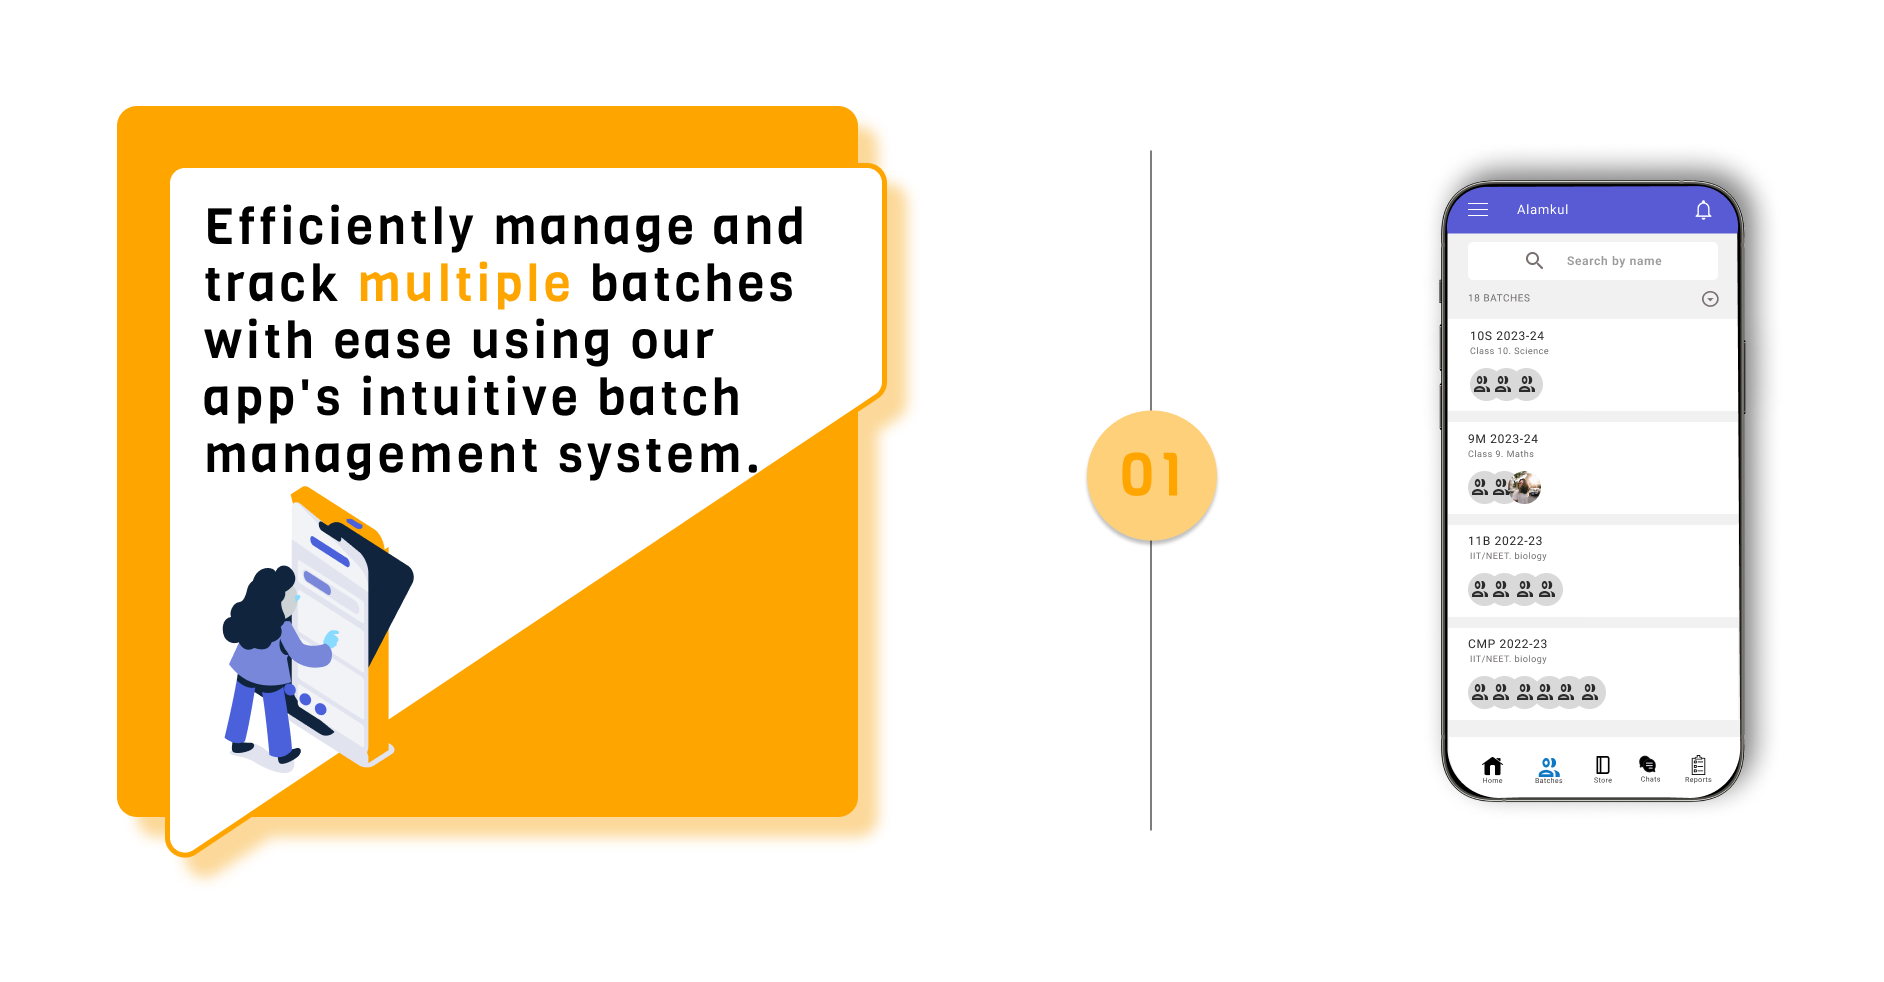 Efficiently manage and
track multiple batches
with ease using our
app's intuitive batch
management system.
01
Alamkul
Search by name
18 BATCHES
10S 2023-24
Class 10. Science
9M 2023-24
Class 9. Maths
11B 2022-23
IIT/NEET. biology
CMP 2022-23
IIT/NEET. biology
Home Batches Store Chats Reports